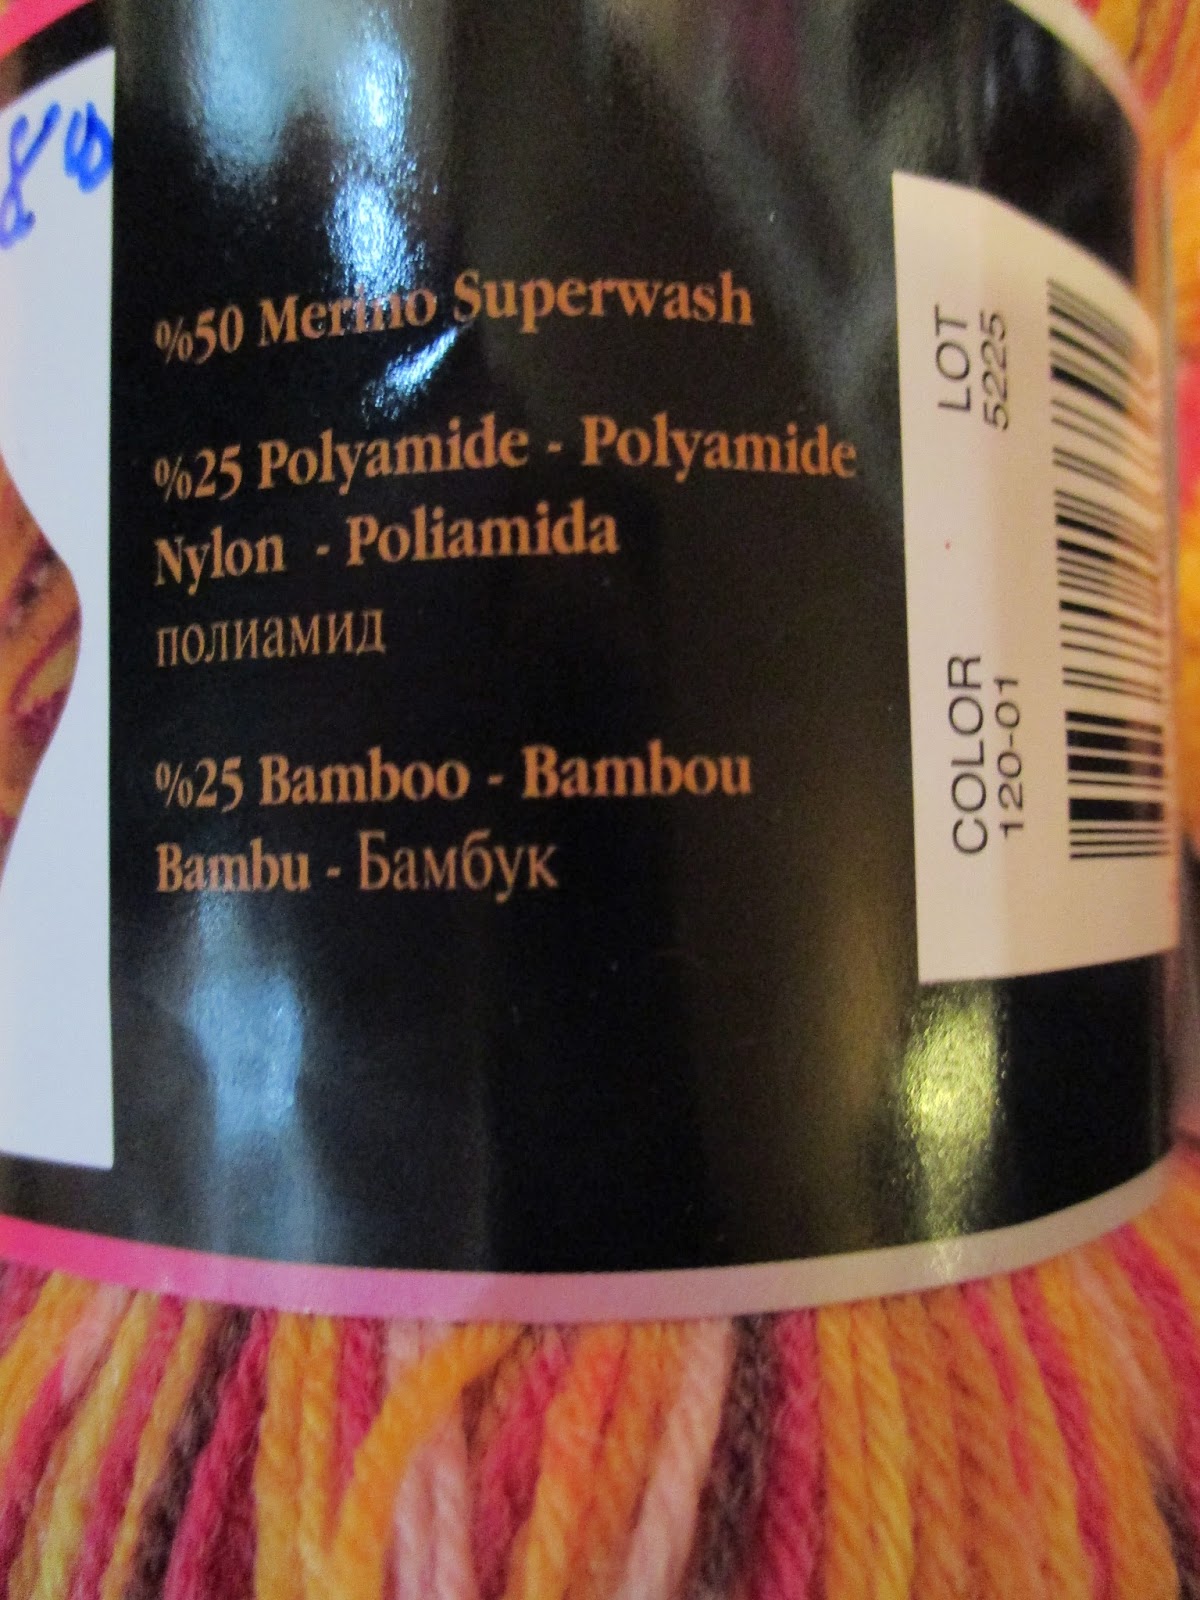 %50 Merino Superwash
%25 Polyamide - Polyamide
Nylon - Poliamida
полиамид
%25 Bamboo - Bambou
Bambu - Бамбук
LOT
5225
COLOR
120-01